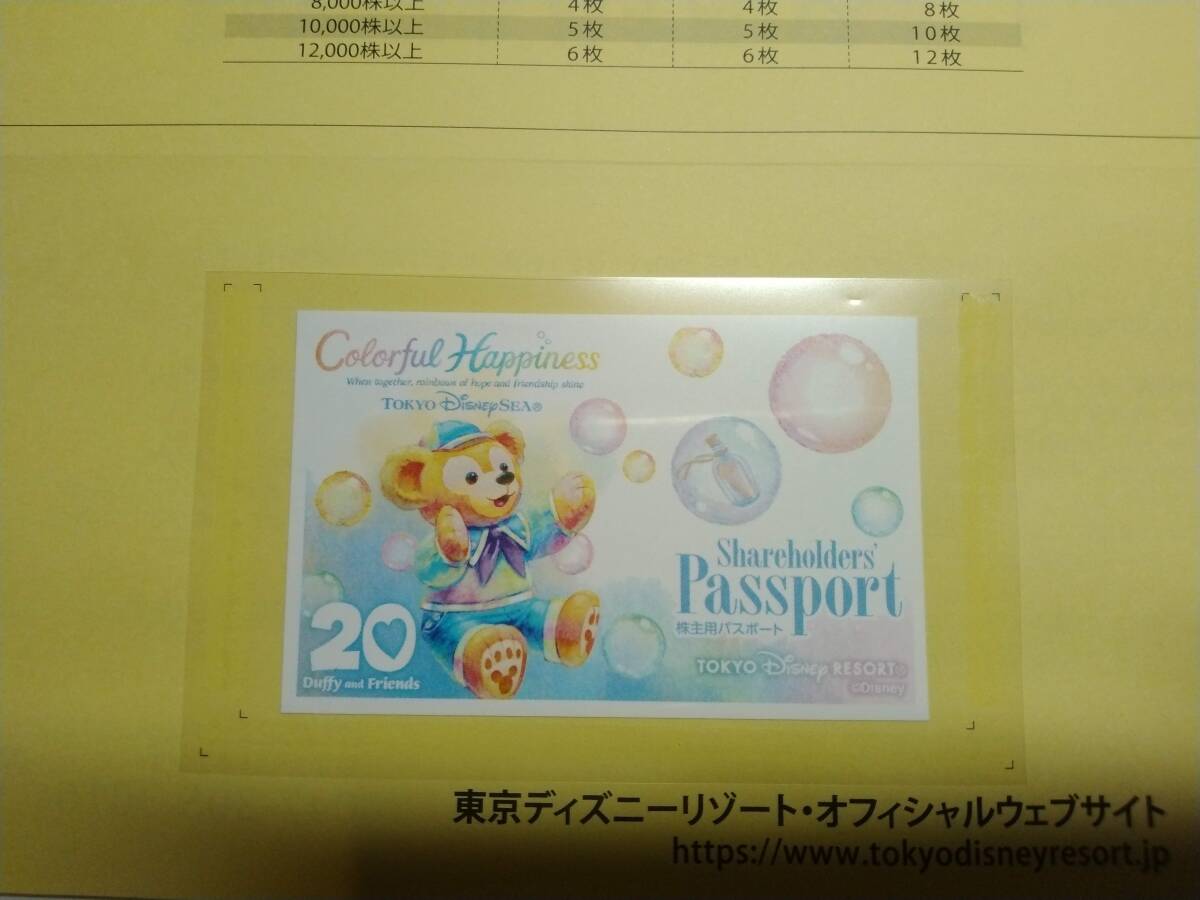 8,000株以上 4枚 4枚 8枚
10,000株以上 5枚 5枚 10枚
12,000株以上 6枚 6枚 12枚
Colorful Happiness
When together, rainbows of hope and friendship shine
TOKYO DisneySEA®
Shareholders'
Passport
株主用パスポート
20
Duffy and Friends
TOKYO Disney RESORT®
©Disney
東京ディズニーリゾート・オフィシャルウェブサイト
https://www.tokyodisneyresort.jp